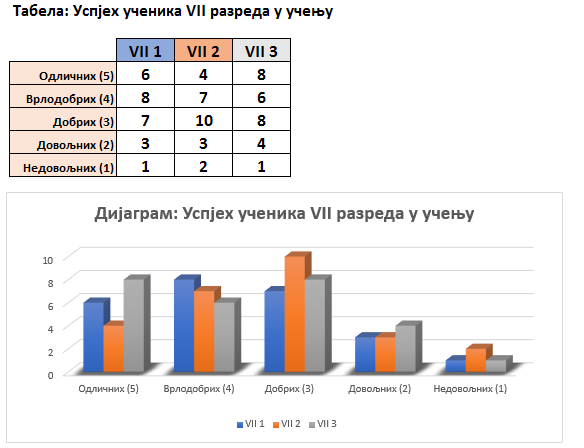 Табела: Успјех ученика VII разреда у учењу
VII 1 VII 2 VII 3
Одличних (5) 6 4 8
Врлодобрих (4) 8 7 6
Добрих (3) 7 10 8
Довољних (2) 3 3 4
Недовољних (1) 1 2 1
Дијаграм: Успјех ученика VII разреда у учењу
10
8
6
4
2
0
Одличних (5) Врлодобрих (4) Добрих (3) Довољних (2) Недовољних (1)
VII 1 VII 2 VII 3